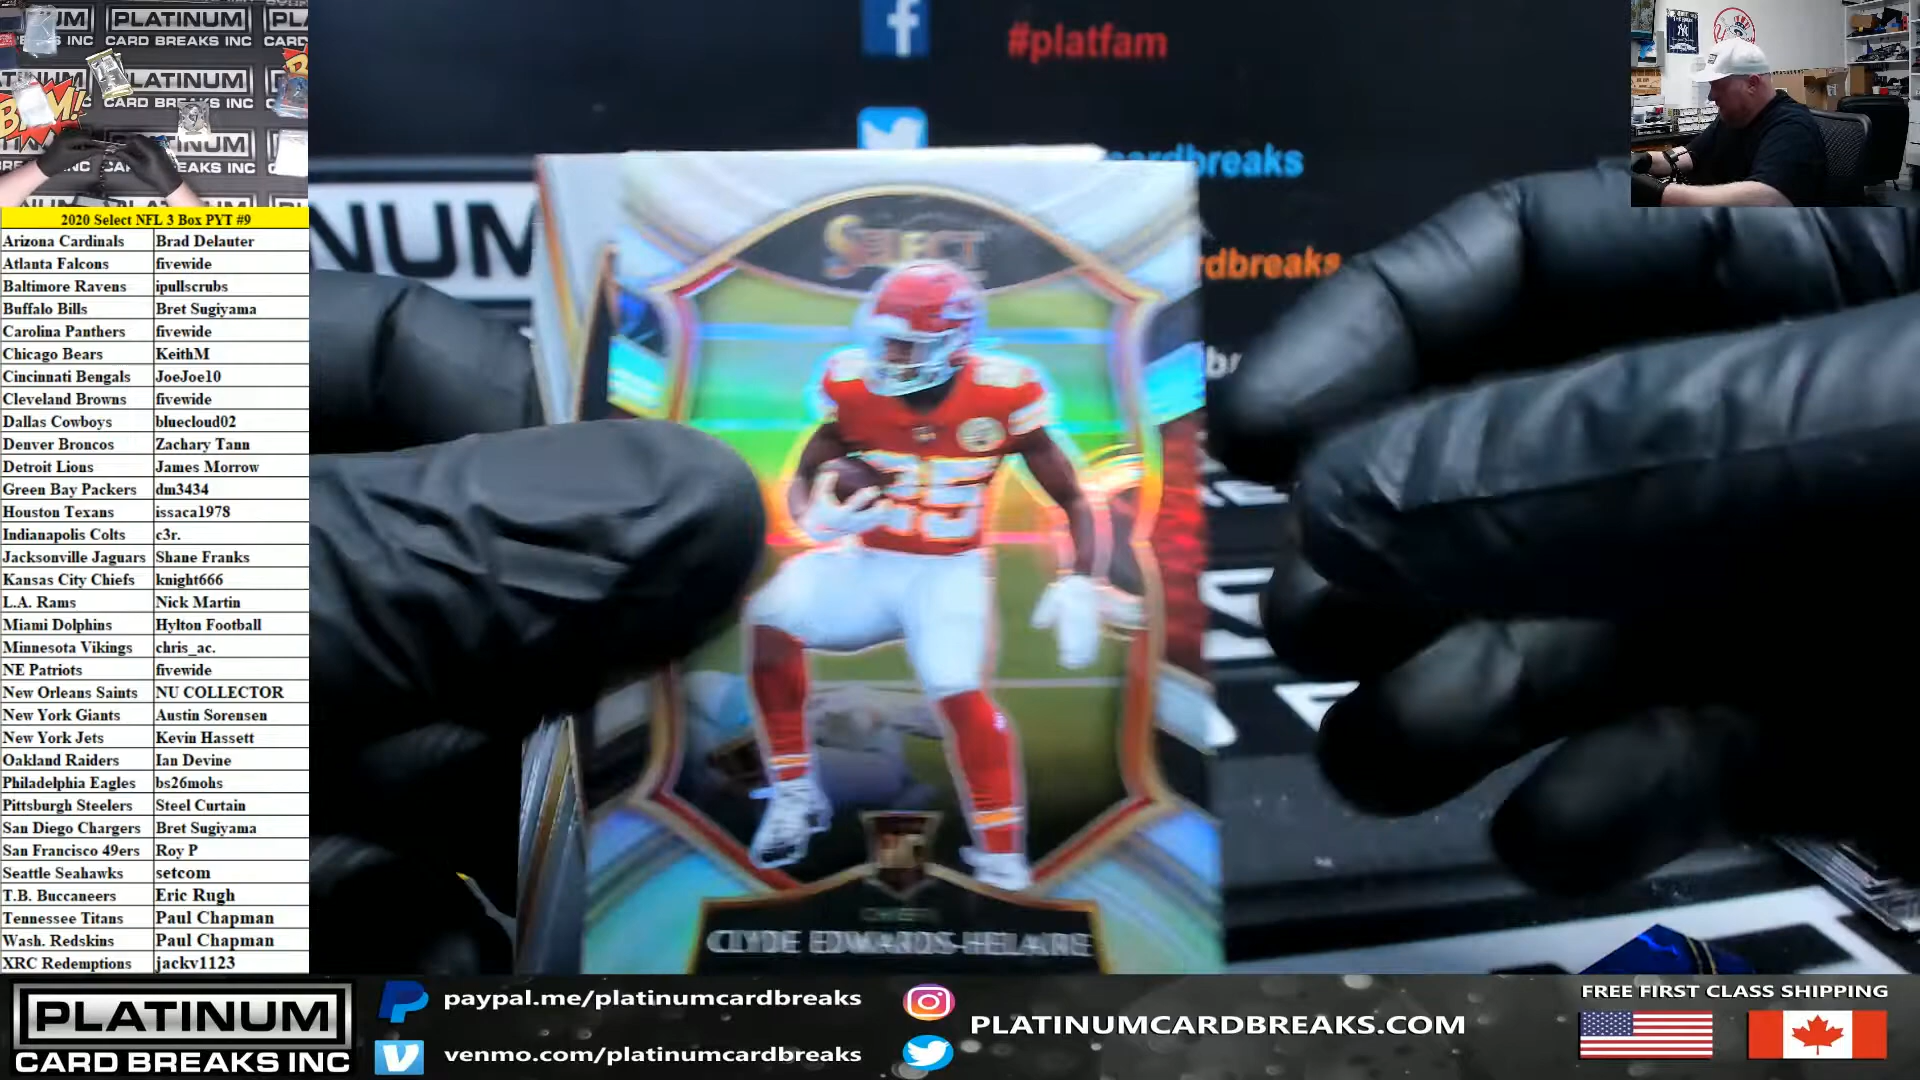 PLATINUM
CARD BREAKS INC
#platfam
cardbreaks
rdbreaks
NUM
SELECT
25
CHIEFS
CLYDE EDWARDS-HELAIRE
2020 Select NFL 3 Box PYT #9
Arizona Cardinals Brad Delauter
Atlanta Falcons fivewide
Baltimore Ravens ipullscrubs
Buffalo Bills Bret Sugiyama
Carolina Panthers fivewide
Chicago Bears KeithM
Cincinnati Bengals JoeJoe10
Cleveland Browns fivewide
Dallas Cowboys bluecloud02
Denver Broncos Zachary Tann
Detroit Lions James Morrow
Green Bay Packers dm3434
Houston Texans issaca1978
Indianapolis Colts c3r.
Jacksonville Jaguars Shane Franks
Kansas City Chiefs knight666
L.A. Rams Nick Martin
Miami Dolphins Hylton Football
Minnesota Vikings chris_ac.
NE Patriots fivewide
New Orleans Saints NU COLLECTOR
New York Giants Austin Sorensen
New York Jets Kevin Hassett
Oakland Raiders Ian Devine
Philadelphia Eagles bs26mohs
Pittsburgh Steelers Steel Curtain
San Diego Chargers Bret Sugiyama
San Francisco 49ers Roy P
Seattle Seahawks setcom
T.B. Buccaneers Eric Rugh
Tennessee Titans Paul Chapman
Wash. Redskins Paul Chapman
XRC Redemptions jackv1123
PLATINUM
CARD BREAKS INC
paypal.me/platinumcardbreaks
venmo.com/platinumcardbreaks
PLATINUMCARDBREAKS.COM
FREE FIRST CLASS SHIPPING